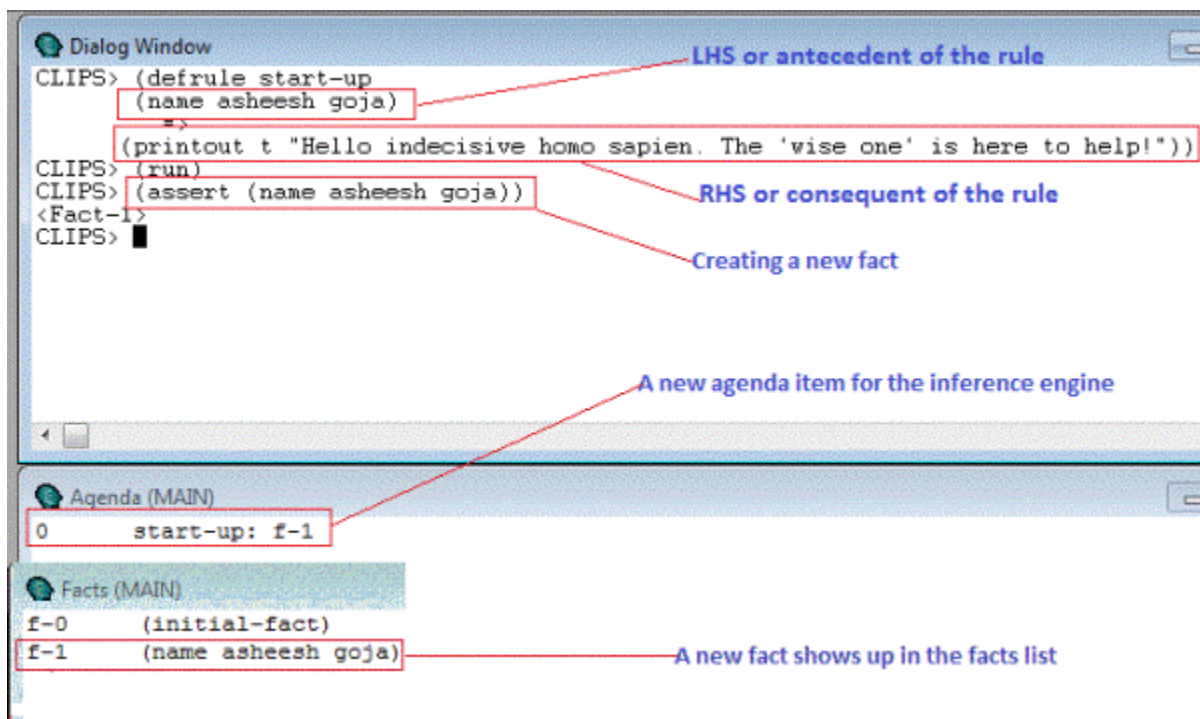 Dialog Window
LHS or antecedent of the rule
CLIPS> (defrule start-up
(name asheesh goja)
=>
(printout t "Hello indecisive homo sapien. The 'wise one' is here to help!"))
CLIPS> (run)
CLIPS> (assert (name asheesh goja))
RHS or consequent of the rule
<Fact-1>
CLIPS>
Creating a new fact
A new agenda item for the inference engine
Agenda (MAIN)
0 start-up: f-1
Facts (MAIN)
f-0 (initial-fact)
f-1 (name asheesh goja)
A new fact shows up in the facts list